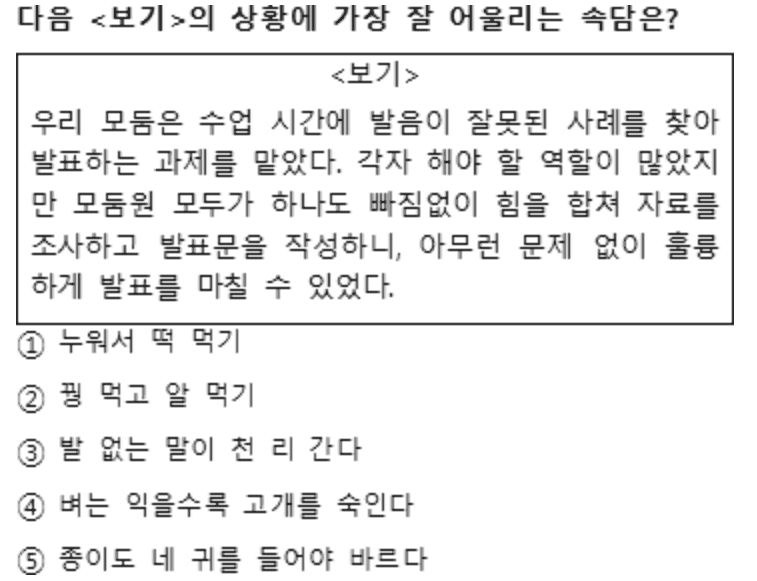 다음 <보기>의 상황에 가장 잘 어울리는 속담은?
<보기>
우리 모둠은 수업 시간에 발음이 잘못된 사례를 찾아
발표하는 과제를 맡았다. 각자 해야 할 역할이 많았지
만 모둠원 모두가 하나도 빠짐없이 힘을 합쳐 자료를
조사하고 발표문을 작성하니, 아무런 문제 없이 훌륭
하게 발표를 마칠 수 있었다.
① 누워서 떡 먹기
② 꿩 먹고 알 먹기
③ 발 없는 말이 천 리 간다
④ 벼는 익을수록 고개를 숙인다
⑤ 종이도 네 귀를 들어야 바르다